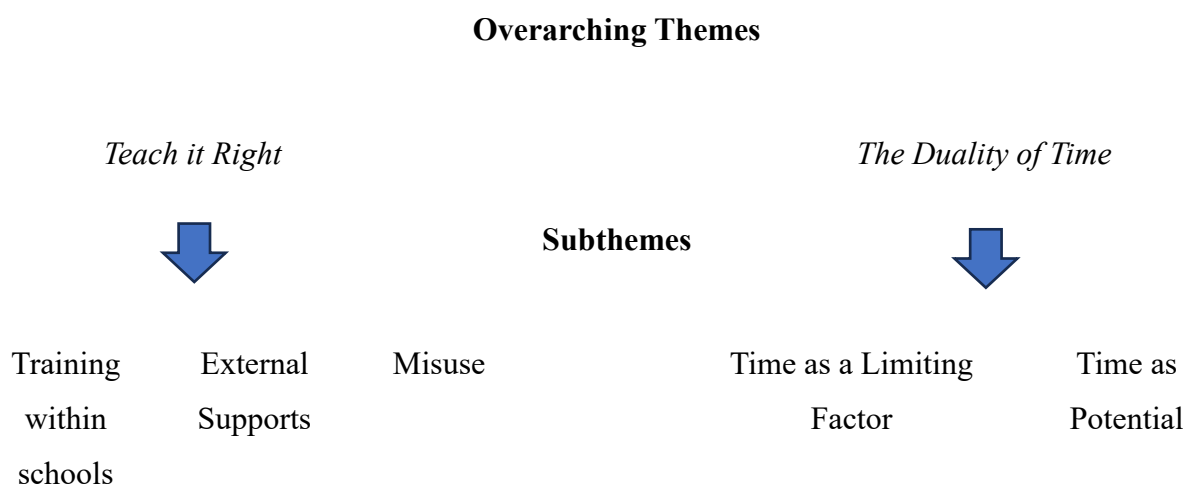 Overarching Themes
Teach it Right
The Duality of Time
Subthemes
Training
within
schools
External
Supports
Misuse
Time as a Limiting
Factor
Time as
Potential